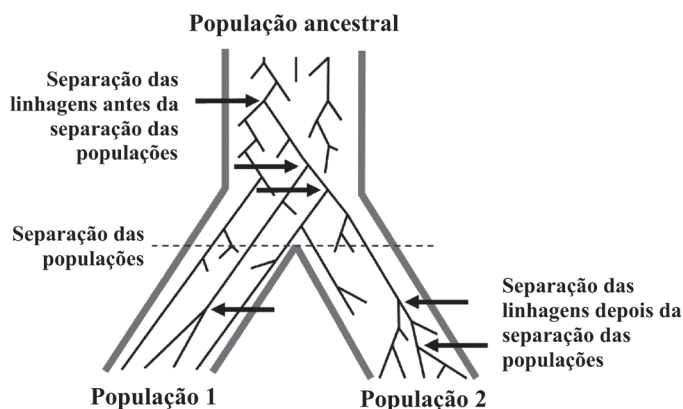 População ancestral
Separação das
linhagens antes da
separação das
populações
Separação das
populações
Separação das
linhagens depois da
separação das
populações
População 1
População 2